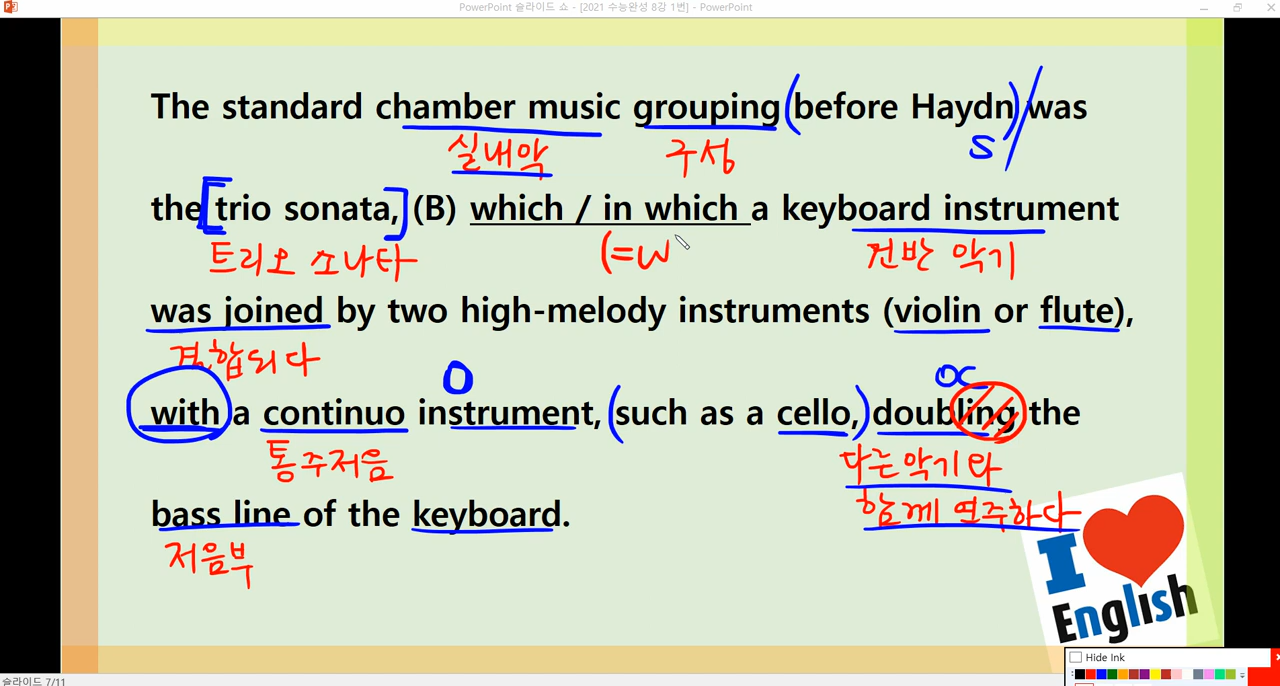 PowerPoint 슬라이드 쇼 - [2021 수능완성 8강 1번] - PowerPoint
The standard chamber music grouping (before Haydn) / was
실내악 구성 S
the [trio sonata,] (B) which / in which a keyboard instrument
트리오 소나타 (=w 건반 악기
was joined by two high-melody instruments (violin or flute),
결합되다 O OC
with a continuo instrument, (such as a cello,) doubling the
통주저음 다른악기와
bass line of the keyboard. 함께 연주하다
저음부
I
English
Hide Ink
슬라이드 7/11